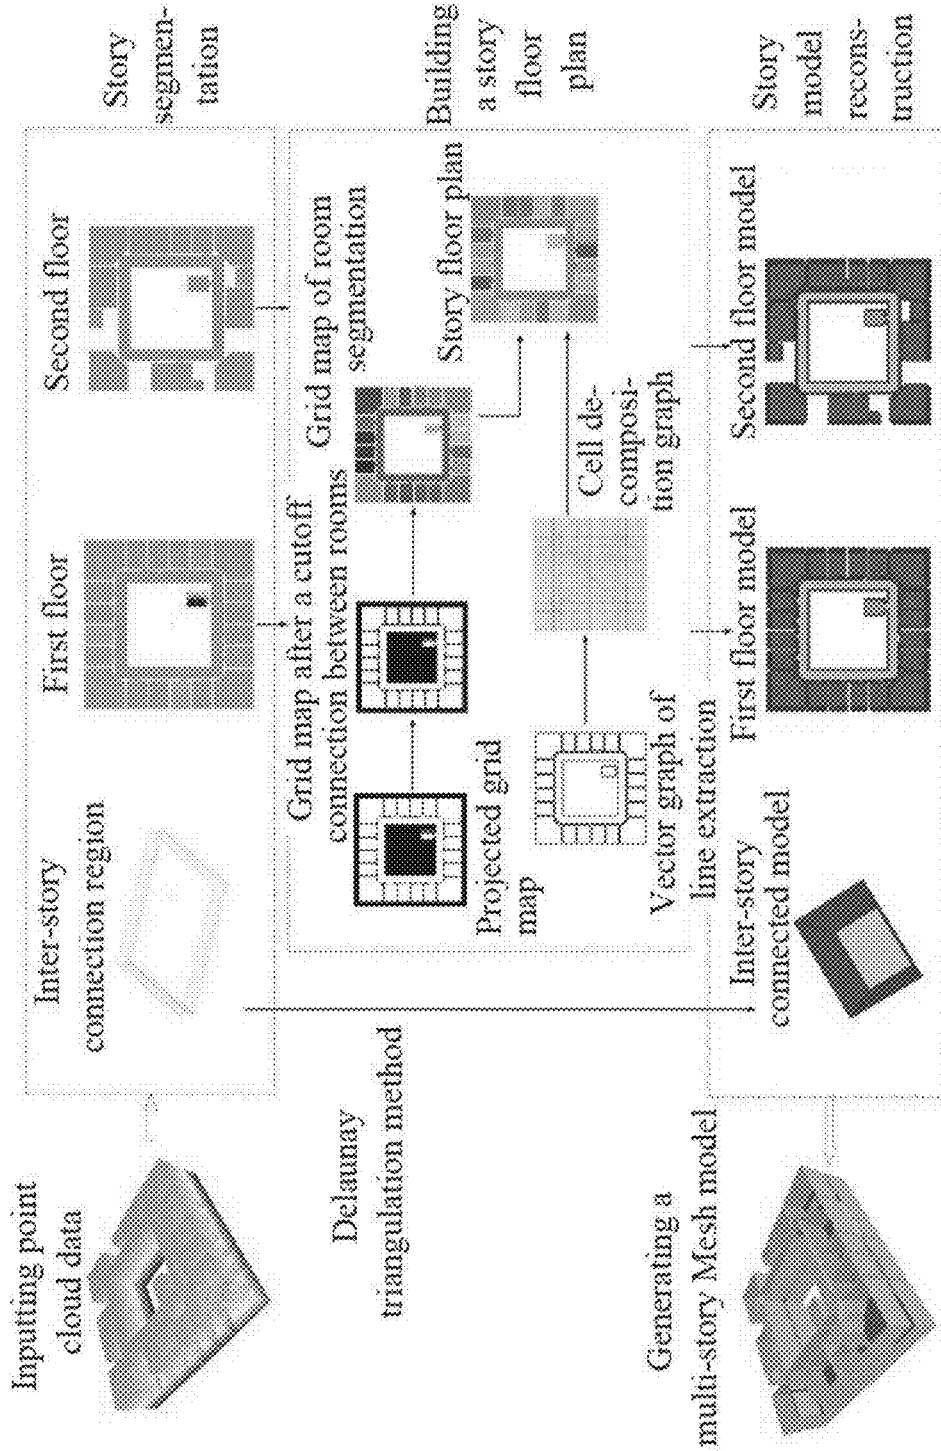 Inputting point
cloud data
Inter-story
connection region
First floor
Second floor
Story
segmen-
tation
Delaunay
triangulation method
Grid map after a cutoff
connection between rooms
Grid map of room
segmentation
Projected grid
map
Story floor plan
Vector graph of
line extraction
Cell de-
composi-
tion graph
Building
a story
floor
plan
Generating a
multi-story Mesh model
Inter-story
connected model
First floor model
Second floor model
Story
model
recons-
truction